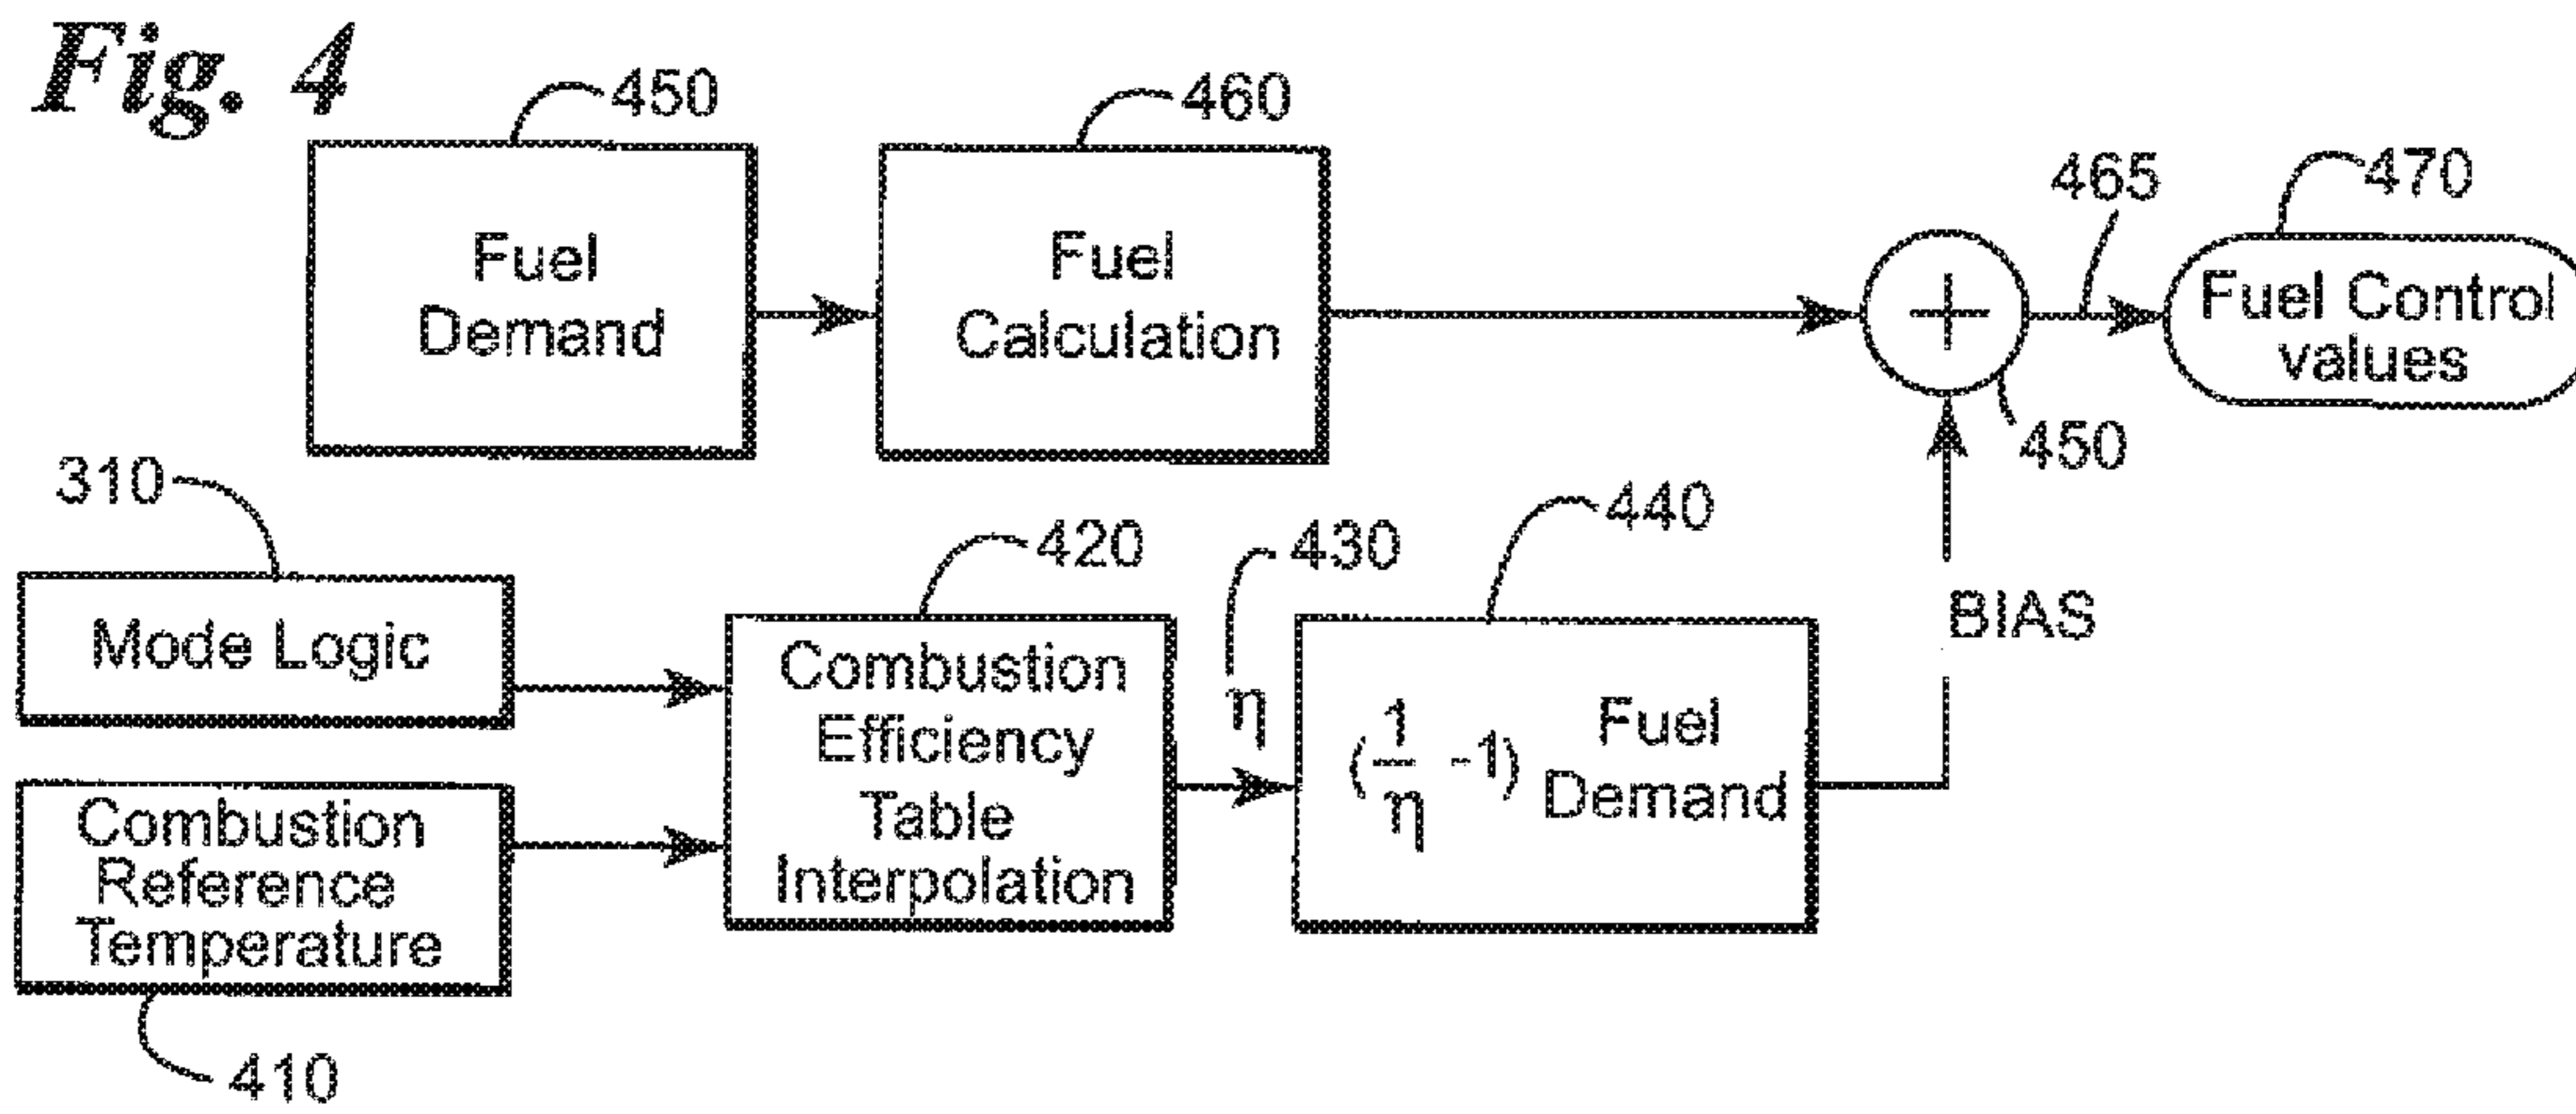 Fig. 4
450
460
465
470
Fuel
Demand
Fuel
Calculation
+
Fuel Control
values
450
310
420
430
440
Mode Logic
Combustion
Efficiency
Table
Interpolation
η
(1/η -1) Fuel
Demand
BIAS
Combustion
Reference
Temperature
410